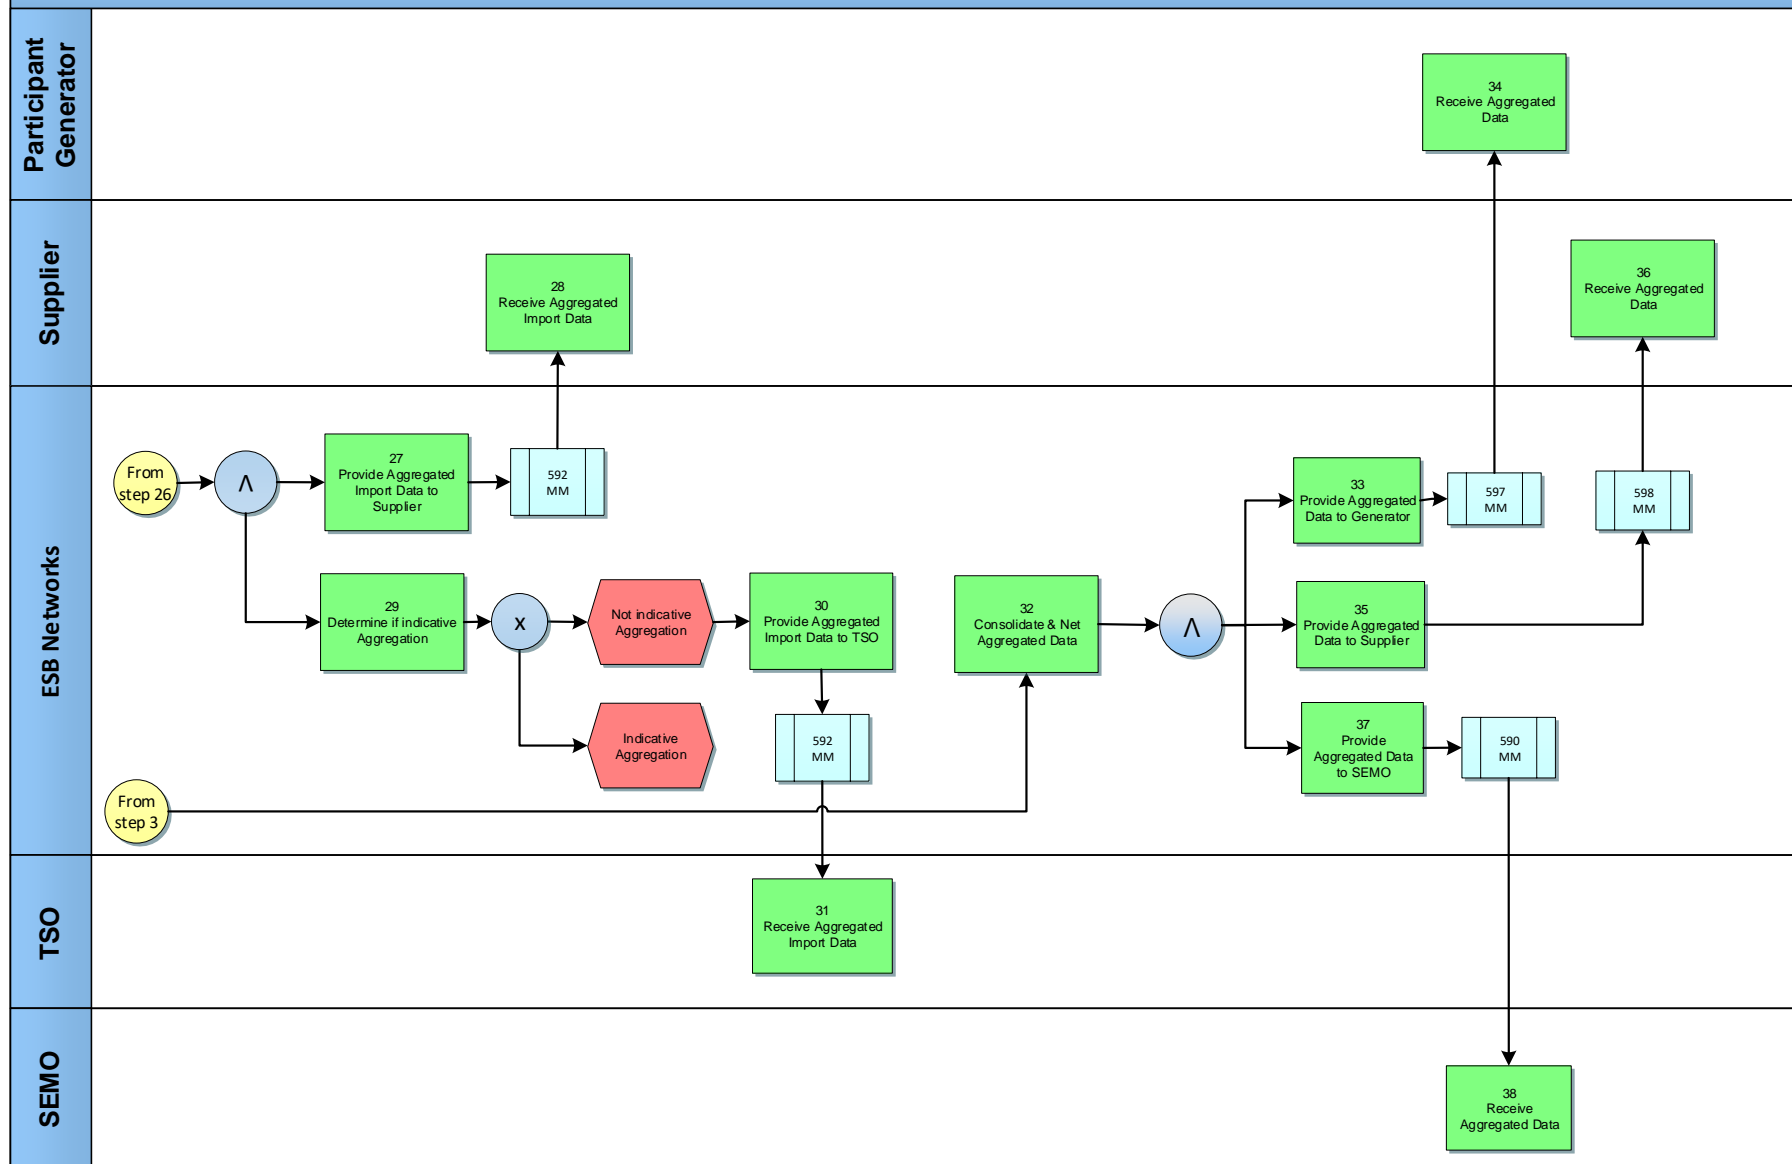 Participant
Generator
34
Receive Aggregated
Data
Supplier
28
Receive Aggregated
Import Data
36
Receive Aggregated
Data
ESB Networks
From
step 26
Λ
27
Provide Aggregated
Import Data to
Supplier
592
MM
29
Determine if indicative
Aggregation
x
Not indicative
Aggregation
Indicative
Aggregation
30
Provide Aggregated
Import Data to TSO
592
MM
From
step 3
32
Consolidate & Net
Aggregated Data
Λ
33
Provide Aggregated
Data to Generator
597
MM
35
Provide Aggregated
Data to Supplier
598
MM
37
Provide
Aggregated Data
to SEMO
590
MM
TSO
31
Receive Aggregated
Import Data
SEMO
38
Receive
Aggregated Data